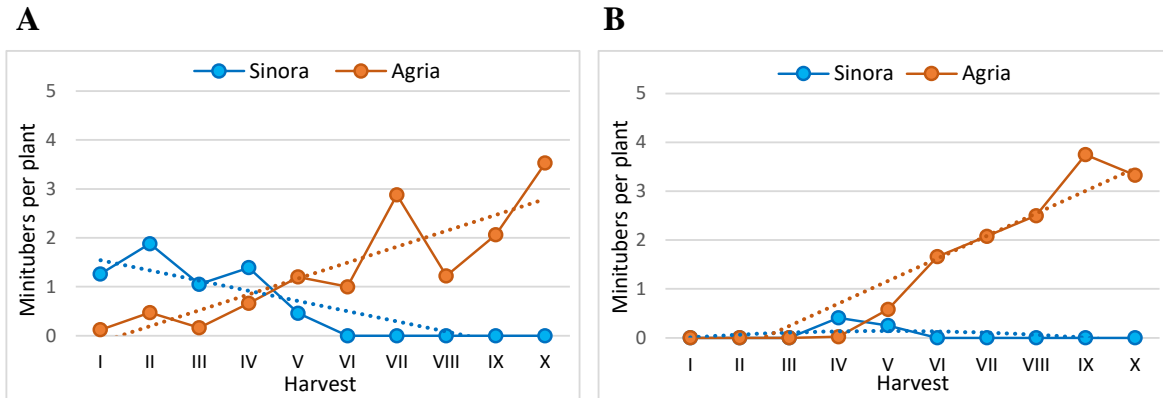 A
Sinora Agria
5
4
3
2
1
0
Minitubers per plant
I II III IV V VI VII VIII IX X
Harvest
B
Sinora Agria
5
4
3
2
1
0
Minitubers per plant
I II III IV V VI VII VIII IX X
Harvest